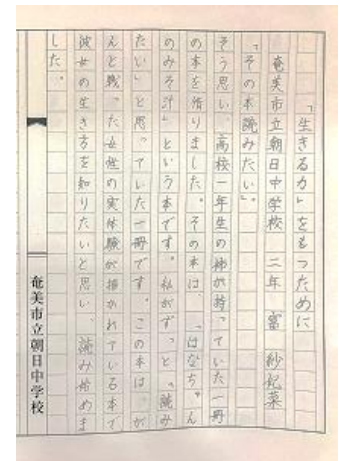 「生きる力」をもつために
奄美市立朝日中学校 二年 富 紗妃菜
「その本読みたい。」
そう思い、高校一年生の姉が持っていた一冊
の本を借りました。その本は、「はなちゃん
のみそ汁」という本です。私がずっと「読み
たい」と思っていた一冊です。この本は、が
んと戦った女性の実体験が描かれている本で
彼女の生き方を知りたいと思い、読み始めま
した。
奄美市立朝日中学校